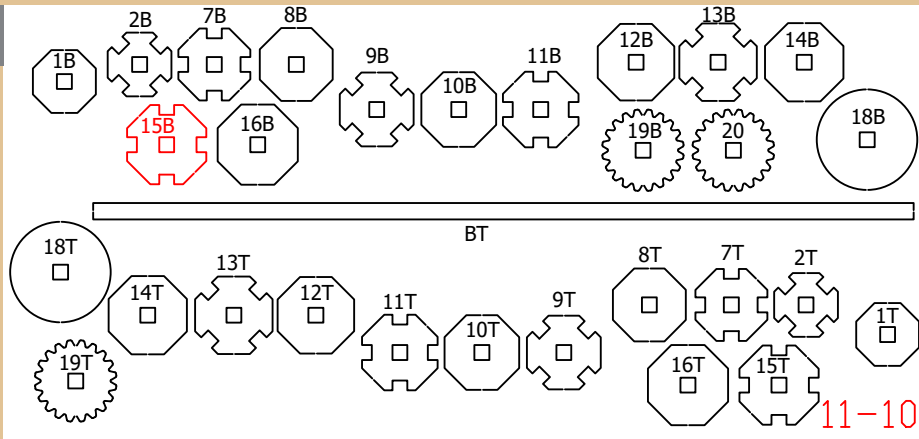 2B 7B 8B 13B
1B 9B 11B 12B 14B
10B
15B 16B 19B 20 18B
BT
18T 13T 8T 7T 2T
14T 12T 11T 9T
10T 1T
19T 16T 15T
11-10